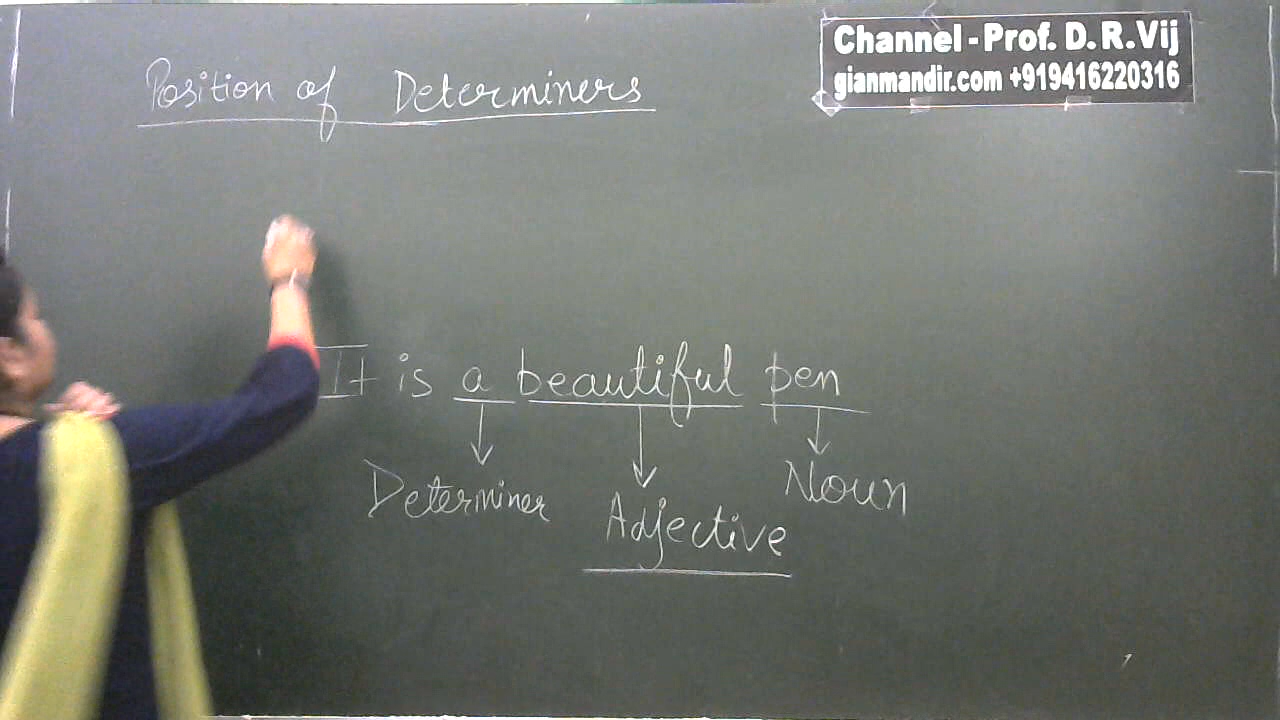 Channel - Prof. D. R. Vij
gianmandir.com +919416220316
Position of Determiners
It is a beautiful pen
Determiner
Adjective
Noun